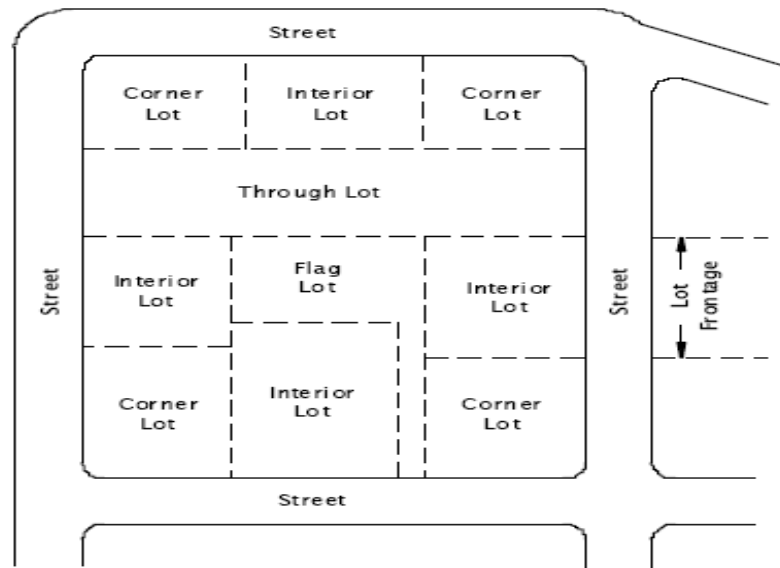 Street
Corner
Lot
Interior
Lot
Corner
Lot
Through Lot
Street
Interior
Lot
Flag
Lot
Interior
Lot
Street
Lot
Frontage
Corner
Lot
Interior
Lot
Corner
Lot
Street